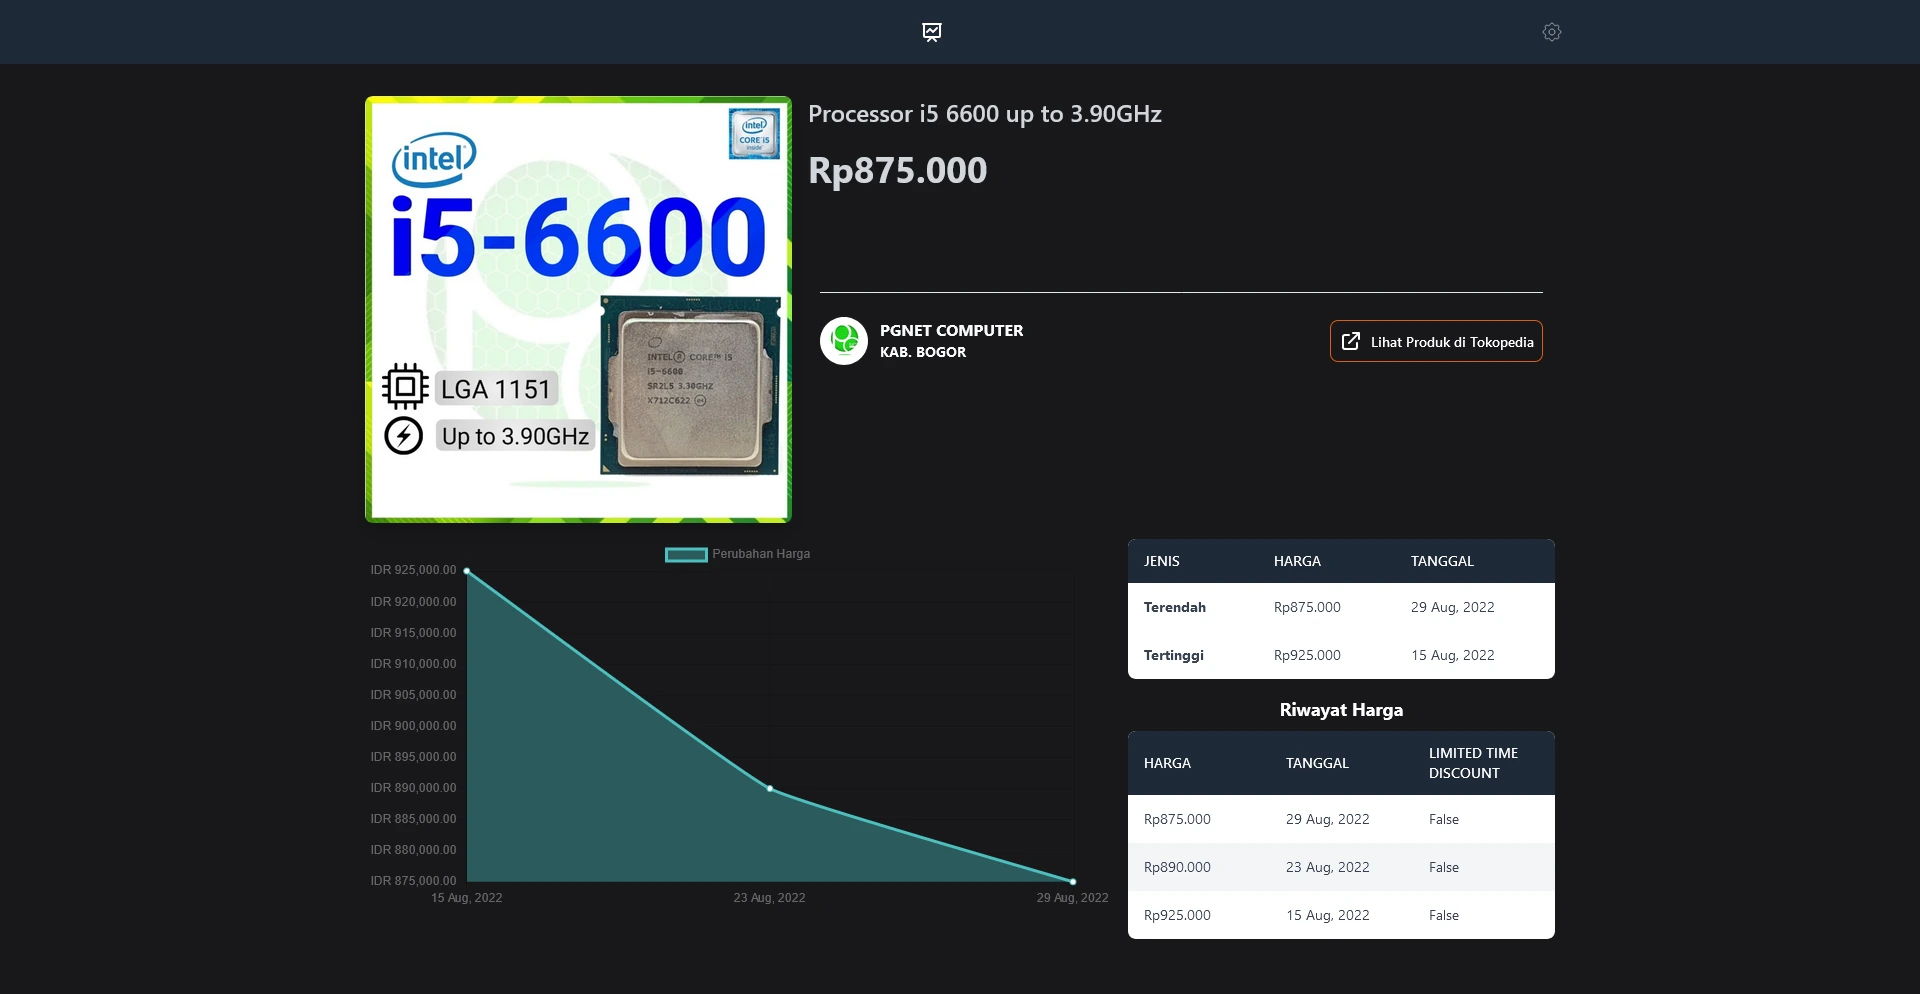 Processor i5 6600 up to 3.90GHz
Rp875.000
intel
intel
CORE i5
inside
i5-6600
INTEL® CORE™ i5
i5-6600
SR2L5 3.30GHZ
X712C622 e4
LGA 1151
Up to 3.90GHz
PGNET COMPUTER
KAB. BOGOR
Lihat Produk di Tokopedia
Perubahan Harga
IDR 925,000.00
IDR 920,000.00
IDR 915,000.00
IDR 910,000.00
IDR 905,000.00
IDR 900,000.00
IDR 895,000.00
IDR 890,000.00
IDR 885,000.00
IDR 880,000.00
IDR 875,000.00
15 Aug, 2022 23 Aug, 2022 29 Aug, 2022
JENIS HARGA TANGGAL
Terendah Rp875.000 29 Aug, 2022
Tertinggi Rp925.000 15 Aug, 2022
Riwayat Harga
HARGA TANGGAL LIMITED TIME DISCOUNT
Rp875.000 29 Aug, 2022 False
Rp890.000 23 Aug, 2022 False
Rp925.000 15 Aug, 2022 False